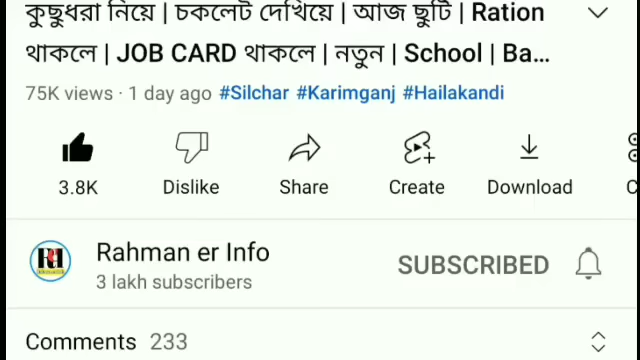 কুছুধরা নিয়ে | চকলেট দেখিয়ে | আজ ছুটি | Ration
থাকলে | JOB CARD থাকলে | নতুন | School | Ba...
75K views · 1 day ago #Silchar #Karimganj #Hailakandi
3.8K Dislike Share Create Download
Rahman er Info
3 lakh subscribers
SUBSCRIBED
Comments 233